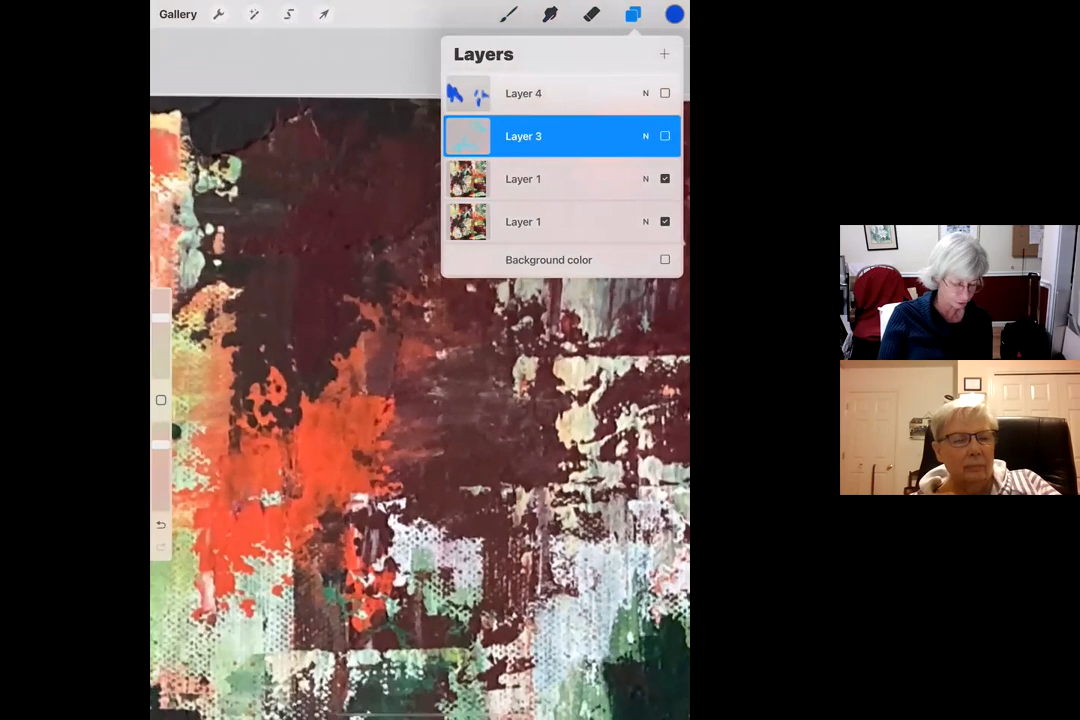 Gallery
Layers
Layer 4 N
Layer 3 N
Layer 1 N
Layer 1 N
Background color